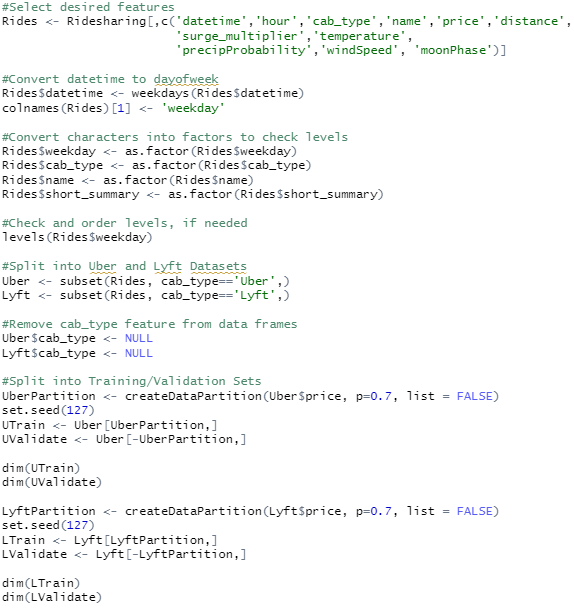 #Select desired features
Rides <- Ridesharing[,c('datetime','hour','cab_type','name','price','distance',
'surge_multiplier','temperature',
'precipProbability','windSpeed', 'moonPhase')]
#Convert datetime to dayofweek
Rides$datetime <- weekdays(Rides$datetime)
colnames(Rides)[1] <- 'weekday'
#Convert characters into factors to check levels
Rides$weekday <- as.factor(Rides$weekday)
Rides$cab_type <- as.factor(Rides$cab_type)
Rides$name <- as.factor(Rides$name)
Rides$short_summary <- as.factor(Rides$short_summary)
#Check and order levels, if needed
levels(Rides$weekday)
#Split into Uber and Lyft Datasets
Uber <- subset(Rides, cab_type=='Uber',)
Lyft <- subset(Rides, cab_type=='Lyft',)
#Remove cab_type feature from data frames
Uber$cab_type <- NULL
Lyft$cab_type <- NULL
#Split into Training/Validation Sets
UberPartition <- createDataPartition(Uber$price, p=0.7, list = FALSE)
set.seed(127)
UTrain <- Uber[UberPartition,]
UValidate <- Uber[-UberPartition,]
dim(UTrain)
dim(UValidate)
LyftPartition <- createDataPartition(Lyft$price, p=0.7, list = FALSE)
set.seed(127)
LTrain <- Lyft[LyftPartition,]
LValidate <- Lyft[-LyftPartition,]
dim(LTrain)
dim(LValidate)